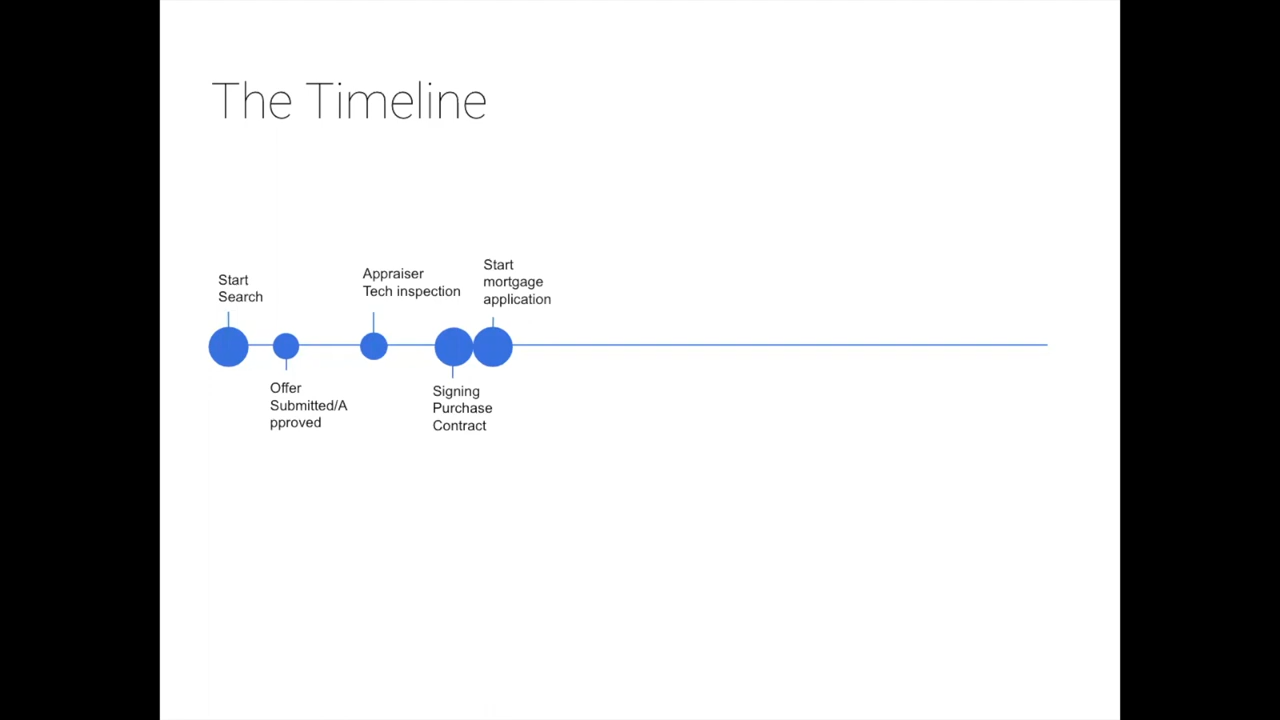 The Timeline
Start
Search
Appraiser
Tech inspection
Start
mortgage
application
Offer
Submitted/A
pproved
Signing
Purchase
Contract